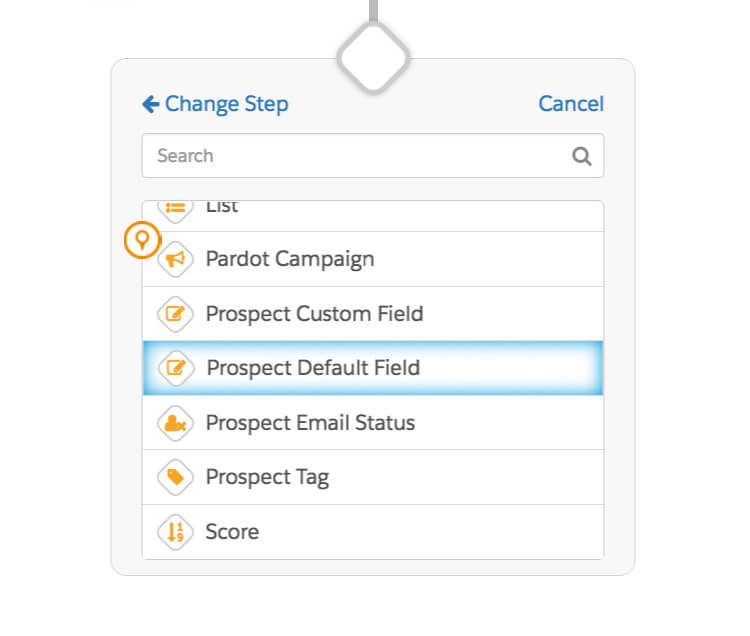 Change Step
Cancel
Search
List
Pardot Campaign
Prospect Custom Field
Prospect Default Field
Prospect Email Status
Prospect Tag
Score